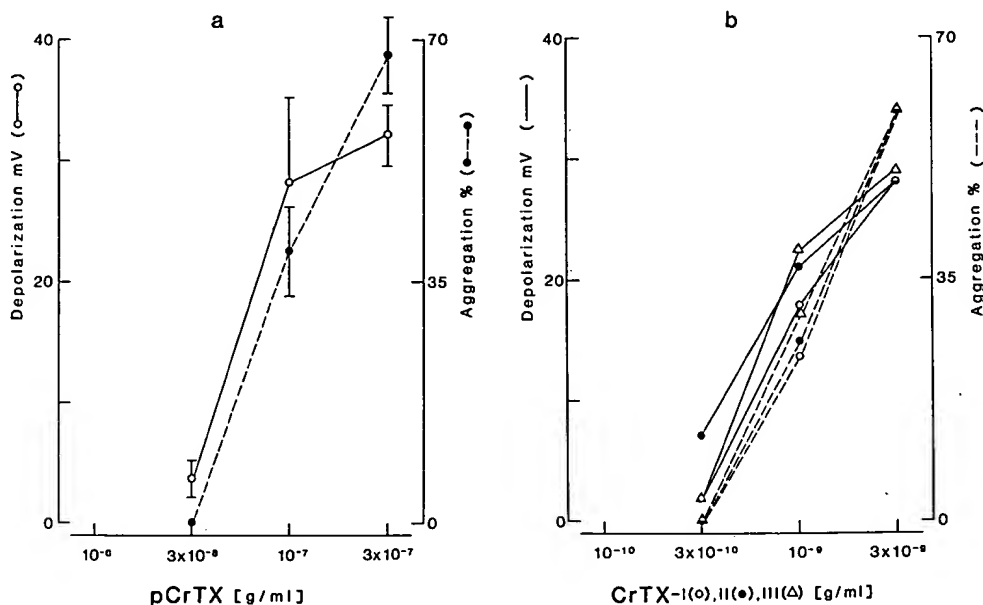 a
40
20
0
Depolarization mV (○—○)
70
35
0
Aggregation % (●---●)
10⁻⁸
3x10⁻⁸
10⁻⁷
3x10⁻⁷
pCrTX [g/ml]
b
40
20
0
Depolarization mV (——)
70
35
0
Aggregation % (---)
10⁻¹⁰
3x10⁻¹⁰
10⁻⁹
3x10⁻⁹
CrTX-I(○),II(●),III(△) [g/ml]